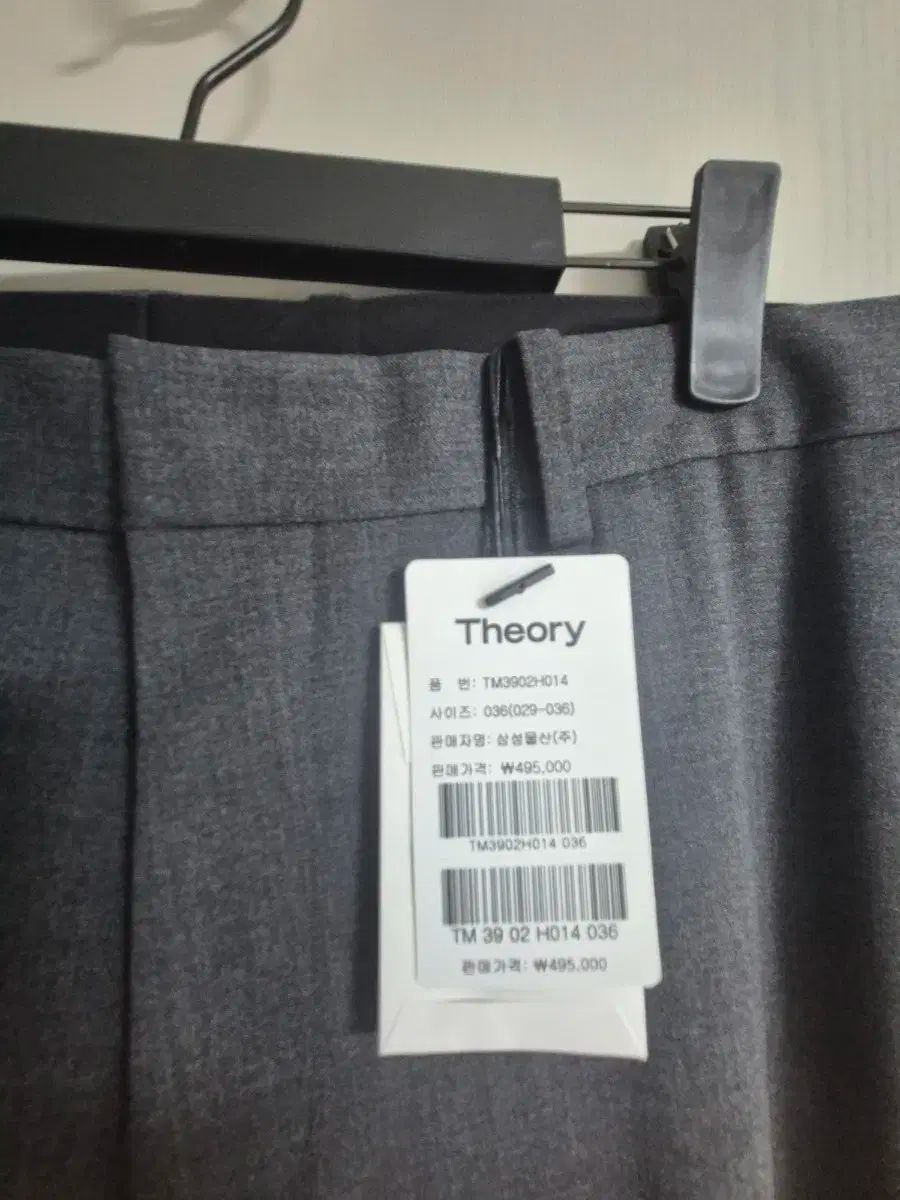 Theory
품 번: TM3902H014
사이즈: 036(029-036)
판매자명: 삼성물산(주)
판매가격: ₩495,000
TM3902H014 036
TM 39 02 H014 036
판매가격: ₩495,000